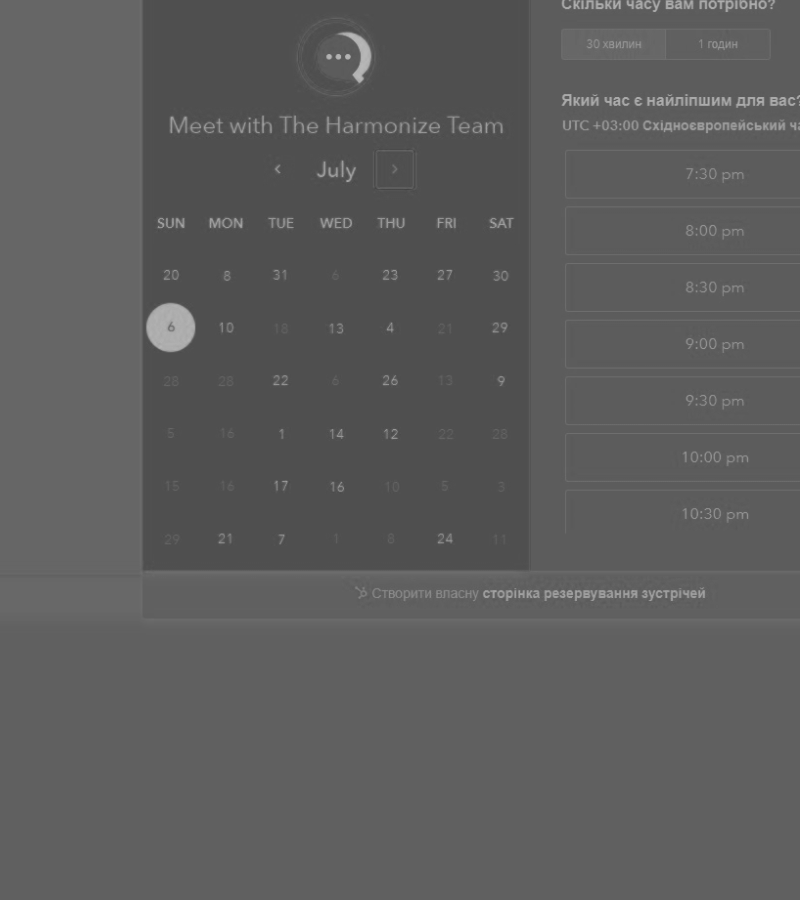 Скільки часу вам потрібно?
30 хвилин 1 годин
Meet with The Harmonize Team
Який час є найліпшим для вас?
UTC +03:00 Східноєвропейський
July
SUN MON TUE WED THU FRI SAT
20 8 31 6 23 27 30
6 10 18 13 4 21 29
28 28 22 6 26 13 9
5 16 1 14 12 22 28
15 16 17 16 10 5 3
29 21 7 1 8 24 11
7:30 pm
8:00 pm
8:30 pm
9:00 pm
9:30 pm
10:00 pm
10:30 pm
Створити власну сторінка резервування зустрічей